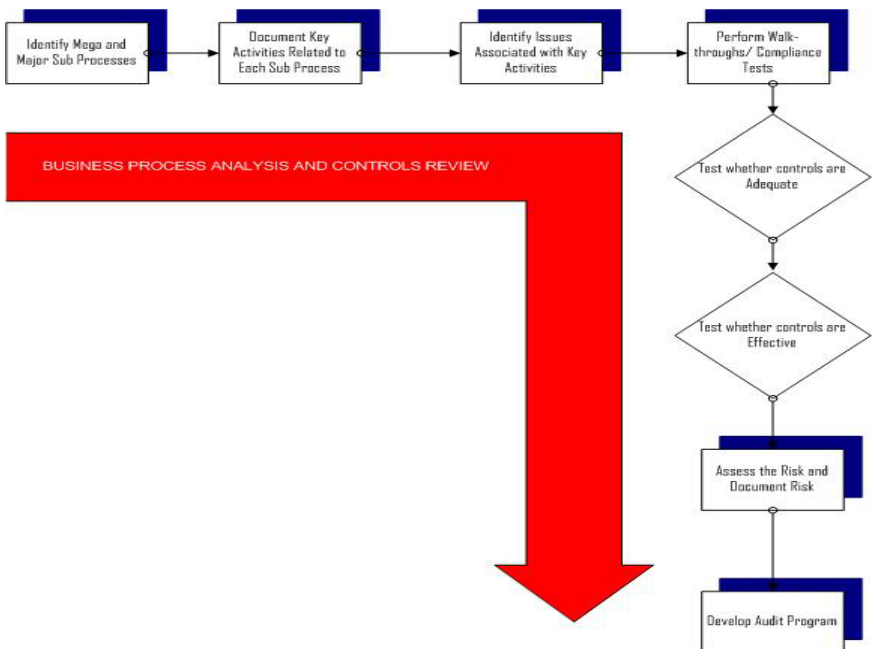 Identify Mega and
Major Sub Processes
Document Key
Activities Related to
Each Sub Process
Identify Issues
Associated with Key
Activities
Perform Walk-
throughs/ Compliance
Tests
BUSINESS PROCESS ANALYSIS AND CONTROLS REVIEW
Test whether controls are
Adequate
Test whether controls are
Effective
Assess the Risk and
Document Risk
Develop Audit Program